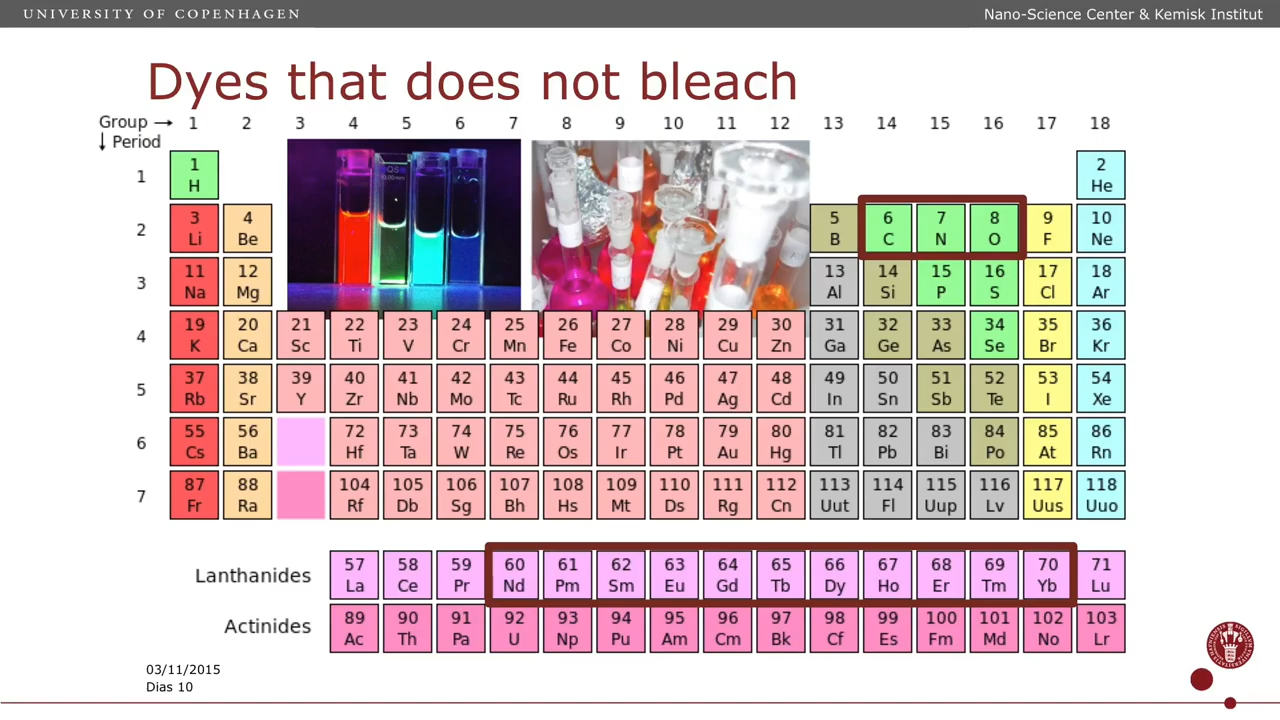 UNIVERSITY OF COPENHAGEN
Nano-Science Center & Kemisk Institut
Dyes that does not bleach
Group → 1 2 3 4 5 6 7 8 9 10 11 12 13 14 15 16 17 18
↓ Period
1 1 H 2 He
2 3 Li 4 Be 5 B 6 C 7 N 8 O 9 F 10 Ne
3 11 Na 12 Mg 13 Al 14 Si 15 P 16 S 17 Cl 18 Ar
4 19 K 20 Ca 21 Sc 22 Ti 23 V 24 Cr 25 Mn 26 Fe 27 Co 28 Ni 29 Cu 30 Zn 31 Ga 32 Ge 33 As 34 Se 35 Br 36 Kr
5 37 Rb 38 Sr 39 Y 40 Zr 41 Nb 42 Mo 43 Tc 44 Ru 45 Rh 46 Pd 47 Ag 48 Cd 49 In 50 Sn 51 Sb 52 Te 53 I 54 Xe
6 55 Cs 56 Ba 72 Hf 73 Ta 74 W 75 Re 76 Os 77 Ir 78 Pt 79 Au 80 Hg 81 Tl 82 Pb 83 Bi 84 Po 85 At 86 Rn
7 87 Fr 88 Ra 104 Rf 105 Db 106 Sg 107 Bh 108 Hs 109 Mt 110 Ds 111 Rg 112 Cn 113 Uut 114 Fl 115 Uup 116 Lv 117 Uus 118 Uuo
Lanthanides 57 La 58 Ce 59 Pr 60 Nd 61 Pm 62 Sm 63 Eu 64 Gd 65 Tb 66 Dy 67 Ho 68 Er 69 Tm 70 Yb 71 Lu
Actinides 89 Ac 90 Th 91 Pa 92 U 93 Np 94 Pu 95 Am 96 Cm 97 Bk 98 Cf 99 Es 100 Fm 101 Md 102 No 103 Lr
03/11/2015
Dias 10